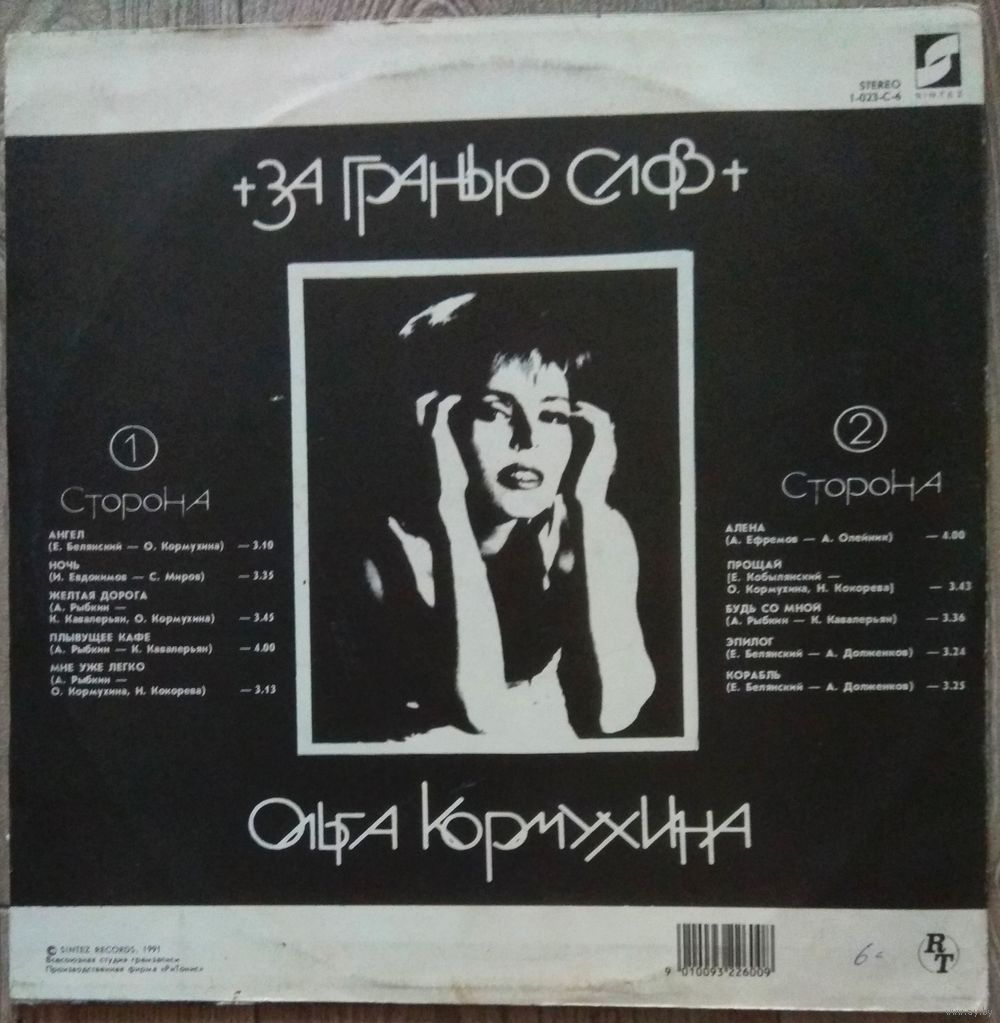 STEREO
1-023-C-6
SINTEZ
+ЗА ГРАНЬЮ СЛОВ+
1
СТОРОНА
АНГЕЛ
(Е. Белянский — О. Кормухина) — 3.10
НОЧЬ
(И. Евдокимов — С. Миров) — 3.35
ЖЕЛТАЯ ДОРОГА
(А. Рыбкин —
К. Кавалерьян, О. Кормухина) — 3.45
ПЛЫВУЩЕЕ КАФЕ
(А. Рыбкин — К. Кавалерьян) — 4.00
МНЕ УЖЕ ЛЕГКО
(А. Рыбкин —
О. Кормухина, Н. Кокорева) — 3.13
2
СТОРОНА
АЛЕНА
(А. Ефремов — А. Олейник) — 4.00
ПРОЩАЙ
[Е. Кобылянский —
О. Кормухина, Н. Кокорева] — 3.43
БУДЬ СО МНОЙ
(А. Рыбкин — К. Кавалерьян) — 3.36
ЭПИЛОГ
(Е. Белянский — А. Долженков) — 3.24
КОРАБЛЬ
(Е. Белянский — А. Долженков) — 3.25
ОЛЬГА КОРМУХИНА
© SINTEZ RECORDS, 1991
Всесоюзная студия грамзаписи
Производственная фирма «РиТонис»
9 010093 226009
6
RT